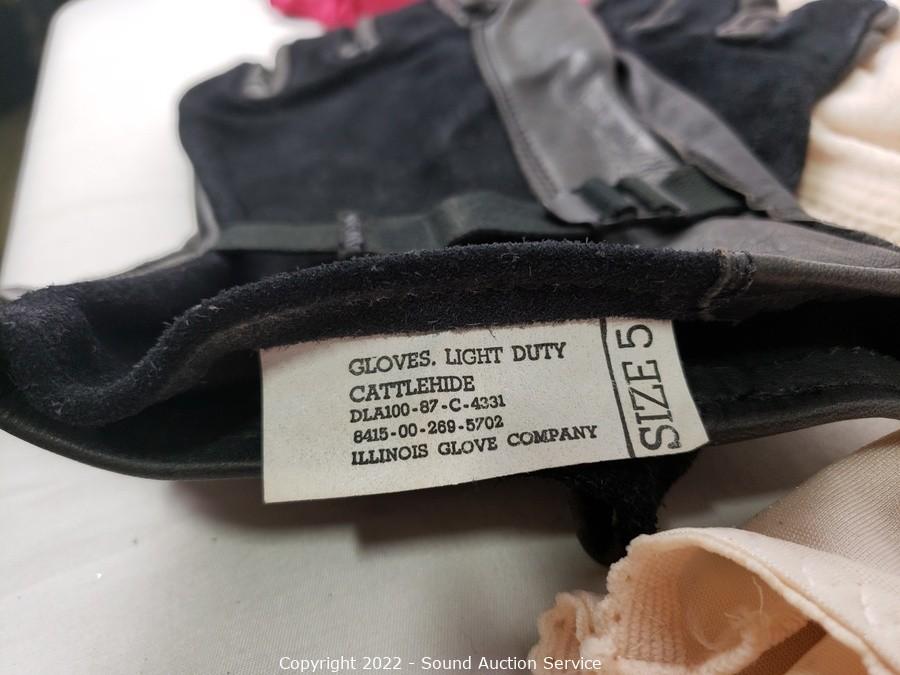 GLOVES. LIGHT DUTY
CATTLEHIDE
DLA100-87-C-4331
8415-00-269-5702
ILLINOIS GLOVE COMPANY
SIZE 5
Copyright 2022 - Sound Auction Service